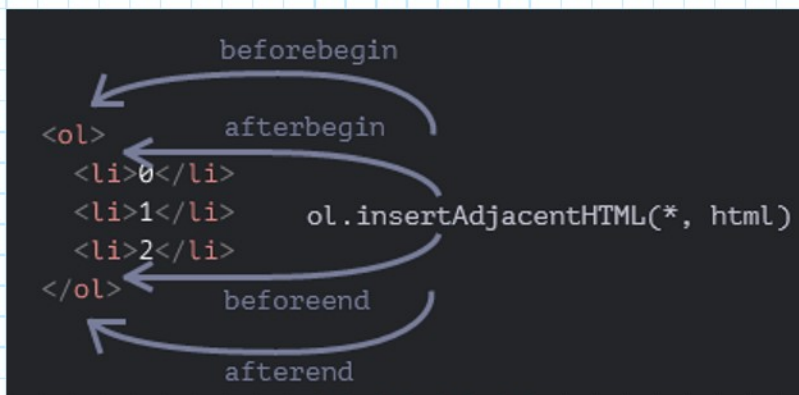 beforebegin
<ol>
afterbegin
<li>0</li>
<li>1</li>
ol.insertAdjacentHTML(*, html)
<li>2</li>
</ol>
beforeend
afterend